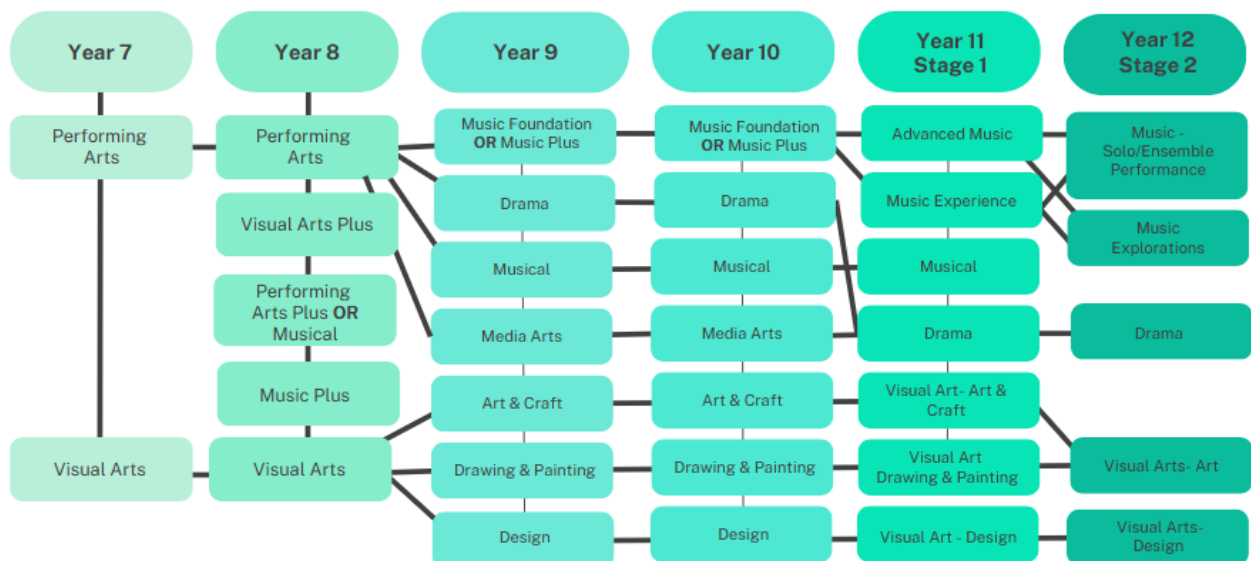 Year 7
Year 8
Year 9
Year 10
Year 11
Stage 1
Year 12
Stage 2
Performing
Arts
Visual Arts
Performing
Arts
Visual Arts Plus
Performing
Arts Plus OR
Musical
Music Plus
Visual Arts
Music Foundation
OR Music Plus
Drama
Musical
Media Arts
Art & Craft
Drawing & Painting
Design
Music Foundation
OR Music Plus
Drama
Musical
Media Arts
Art & Craft
Drawing & Painting
Design
Advanced Music
Music Experience
Musical
Drama
Visual Art- Art &
Craft
Visual Art
Drawing & Painting
Visual Art - Design
Music -
Solo/Ensemble
Performance
Music
Explorations
Drama
Visual Arts- Art
Visual Arts-
Design